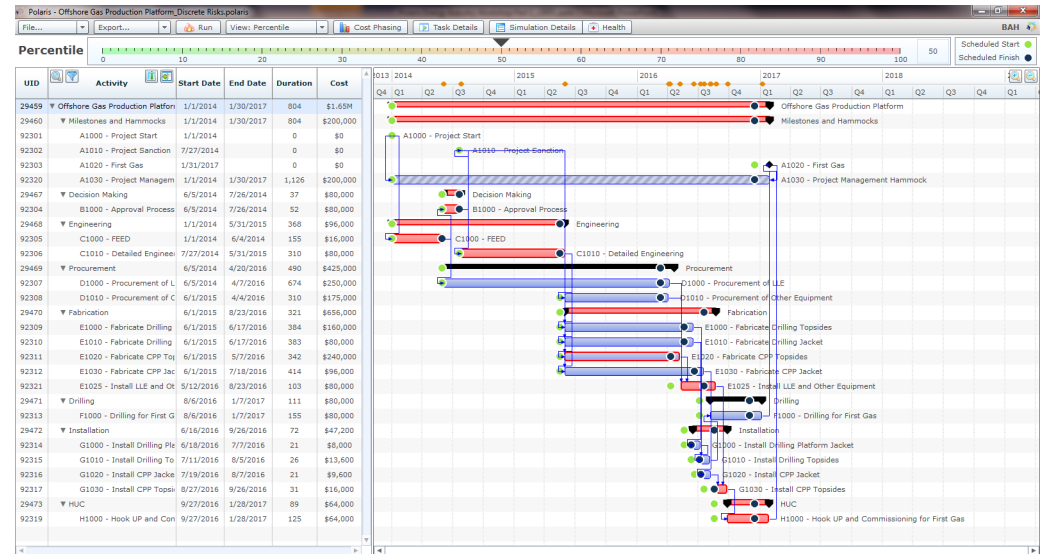 Polaris - Offshore Gas Production Platform_Discrete Risks.polaris
File... Export... Run View: Percentile Cost Phasing Task Details Simulation Details Health BAH
Percentile 0 10 20 30 40 50 60 70 80 90 100 50 Scheduled Start
Scheduled Finish
UID Activity Start Date End Date Duration Cost
2013 2014 2015 2016 2017 2018
Q4 Q1 Q2 Q3 Q4 Q1 Q2 Q3 Q4 Q1 Q2 Q3 Q4 Q1 Q2 Q3 Q4 Q1 Q2 Q3 Q4 Q1
29459 Offshore Gas Production Platforn 1/1/2014 1/30/2017 804 $1.65M Offshore Gas Production Platform
29460 Milestones and Hammocks 1/1/2014 1/30/2017 804 $200,000 Milestones and Hammocks
92301 A1000 - Project Start 1/1/2014 0 $0 A1000 - Project Start
92302 A1010 - Project Sanction 7/27/2014 0 $0 A1010 - Project Sanction
92303 A1020 - First Gas 1/31/2017 0 $0 A1020 - First Gas
92320 A1030 - Project Managem 1/1/2014 1/30/2017 1,126 $200,000 A1030 - Project Management Hammock
29467 Decision Making 6/5/2014 7/26/2014 37 $80,000 Decision Making
92304 B1000 - Approval Process 6/5/2014 7/26/2014 52 $80,000 B1000 - Approval Process
29468 Engineering 1/1/2014 5/31/2015 368 $96,000 Engineering
92305 C1000 - FEED 1/1/2014 6/4/2014 155 $16,000 C1000 - FEED
92306 C1010 - Detailed Engineer 7/27/2014 5/31/2015 310 $80,000 C1010 - Detailed Engineering
29469 Procurement 6/5/2014 4/20/2016 490 $425,000 Procurement
92307 D1000 - Procurement of L 6/5/2014 4/7/2016 674 $250,000 D1000 - Procurement of LLE
92308 D1010 - Procurement of C 6/1/2015 4/4/2016 310 $175,000 D1010 - Procurement of Other Equipment
29470 Fabrication 6/1/2015 8/23/2016 321 $656,000 Fabrication
92309 E1000 - Fabricate Drilling 6/1/2015 6/17/2016 384 $160,000 E1000 - Fabricate Drilling Topsides
92310 E1010 - Fabricate Drilling 6/1/2015 6/17/2016 383 $80,000 E1010 - Fabricate Drilling Jacket
92311 E1020 - Fabricate CPP Top 6/1/2015 5/7/2016 342 $240,000 E1020 - Fabricate CPP Topsides
92312 E1030 - Fabricate CPP Jac 6/1/2015 7/18/2016 414 $96,000 E1030 - Fabricate CPP Jacket
92321 E1025 - Install LLE and Ot 5/12/2016 8/23/2016 103 $80,000 E1025 - Install LLE and Other Equipment
29471 Drilling 8/6/2016 1/7/2017 111 $80,000 Drilling
92313 F1000 - Drilling for First G 8/6/2016 1/7/2017 155 $80,000 F1000 - Drilling for First Gas
29472 Installation 6/16/2016 9/26/2016 72 $47,200 Installation
92314 G1000 - Install Drilling Pla 6/18/2016 7/7/2016 21 $8,000 G1000 - Install Drilling Platform Jacket
92315 G1010 - Install Drilling To 7/11/2016 8/5/2016 26 $13,600 G1010 - Install Drilling Topsides
92316 G1020 - Install CPP Jacke 7/19/2016 8/7/2016 21 $9,600 G1020 - Install CPP Jacket
92317 G1030 - Install CPP Topsi 8/27/2016 9/26/2016 31 $16,000 G1030 - Install CPP Topsides
29473 HUC 9/27/2016 1/28/2017 89 $64,000 HUC
92319 H1000 - Hook UP and Con 9/27/2016 1/28/2017 125 $64,000 H1000 - Hook UP and Commissioning for First Gas